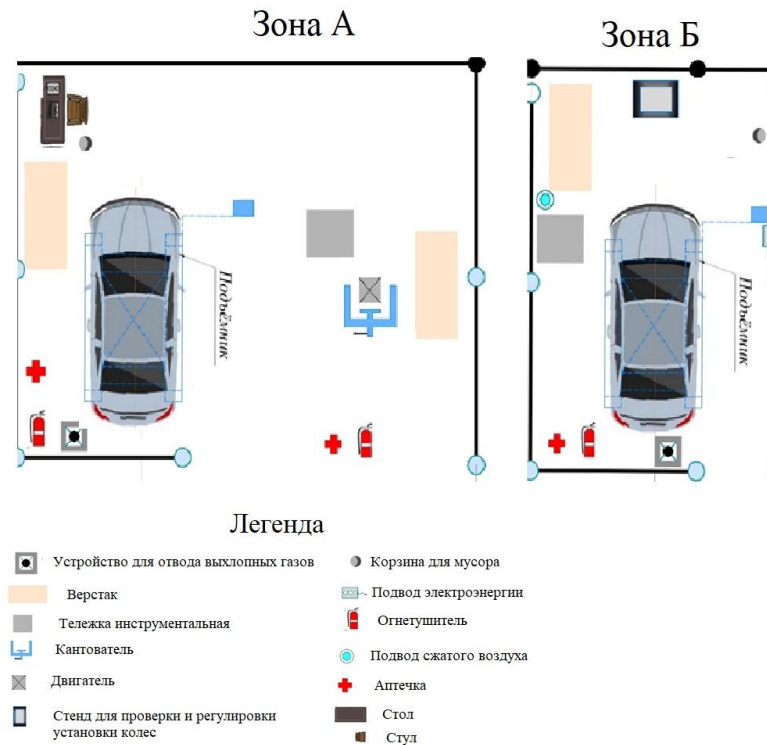 Зона А
Зона Б
Подъёмник
Подъёмник
Легенда
Устройство для отвода выхлопных газов
Верстак
Тележка инструментальная
Кантователь
Двигатель
Стенд для проверки и регулировки
установки колес
Корзина для мусора
Подвод электроэнергии
Огнетушитель
Подвод сжатого воздуха
Аптечка
Стол
Стул